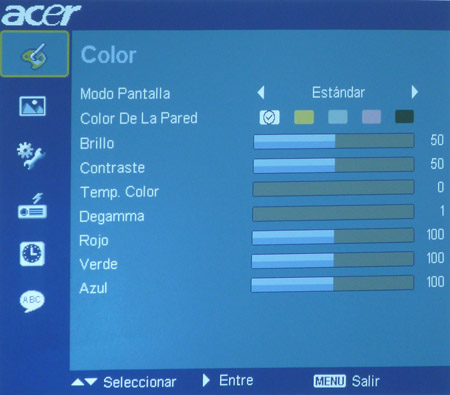 acer
Color
Modo Pantalla Estándar
Color De La Pared
Brillo 50
Contraste 50
Temp. Color 0
Degamma 1
Rojo 100
Verde 100
Azul 100
ABC
Seleccionar Entre MENU Salir